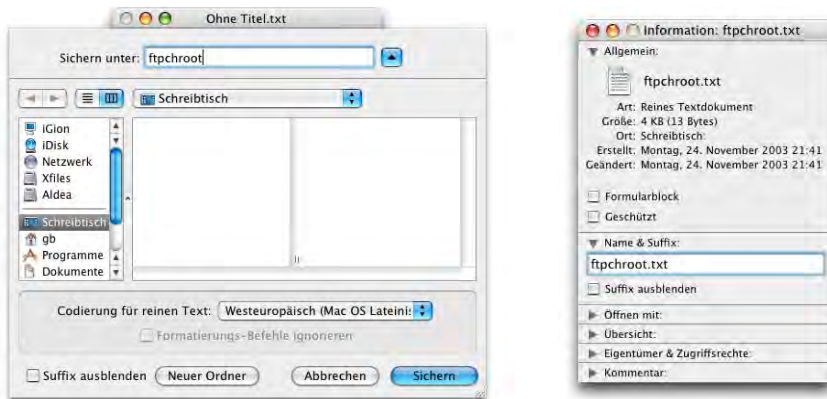 Ohne Titel.txt
Sichern unter: ftpchroot
Schreibtisch
iGion
iDisk
Netzwerk
Xfiles
Aldea
Schreibtisch
gb
Programme
Dokumente
Codierung für reinen Text: Westeuropäisch (Mac OS Lateini:
Formatierungs-Befehle ignorieren
Suffix ausblenden
Neuer Ordner
Abbrechen
Sichern
Information: ftpchroot.txt
Allgemein:
ftpchroot.txt
Art: Reines Textdokument
Größe: 4 KB (13 Bytes)
Ort: Schreibtisch:
Erstellt: Montag, 24. November 2003 21:41
Geändert: Montag, 24. November 2003 21:41
Formularblock
Geschützt
Name & Suffix:
ftpchroot.txt
Suffix ausblenden
Öffnen mit:
Übersicht:
Eigentümer & Zugriffsrechte:
Kommentar: